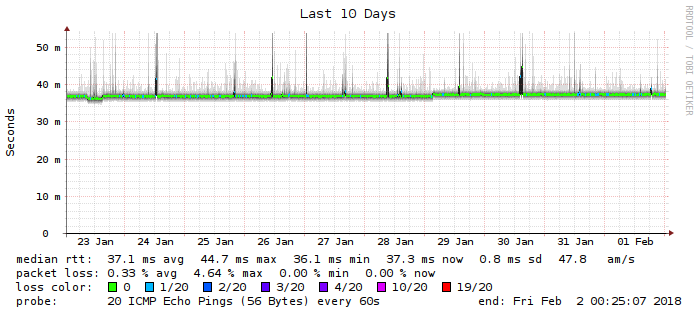 Last 10 Days
RRDTOOL / TOBI OETIKER
Seconds
50 m
40 m
30 m
20 m
10 m
0
23 Jan 24 Jan 25 Jan 26 Jan 27 Jan 28 Jan 29 Jan 30 Jan 31 Jan 01 Feb
median rtt: 37.1 ms avg 44.7 ms max 36.1 ms min 37.3 ms now 0.8 ms sd 47.8 am/s
packet loss: 0.33 % avg 4.64 % max 0.00 % min 0.00 % now
loss color: 0 1/20 2/20 3/20 4/20 10/20 19/20
probe: 20 ICMP Echo Pings (56 Bytes) every 60s end: Fri Feb 2 00:25:07 2018